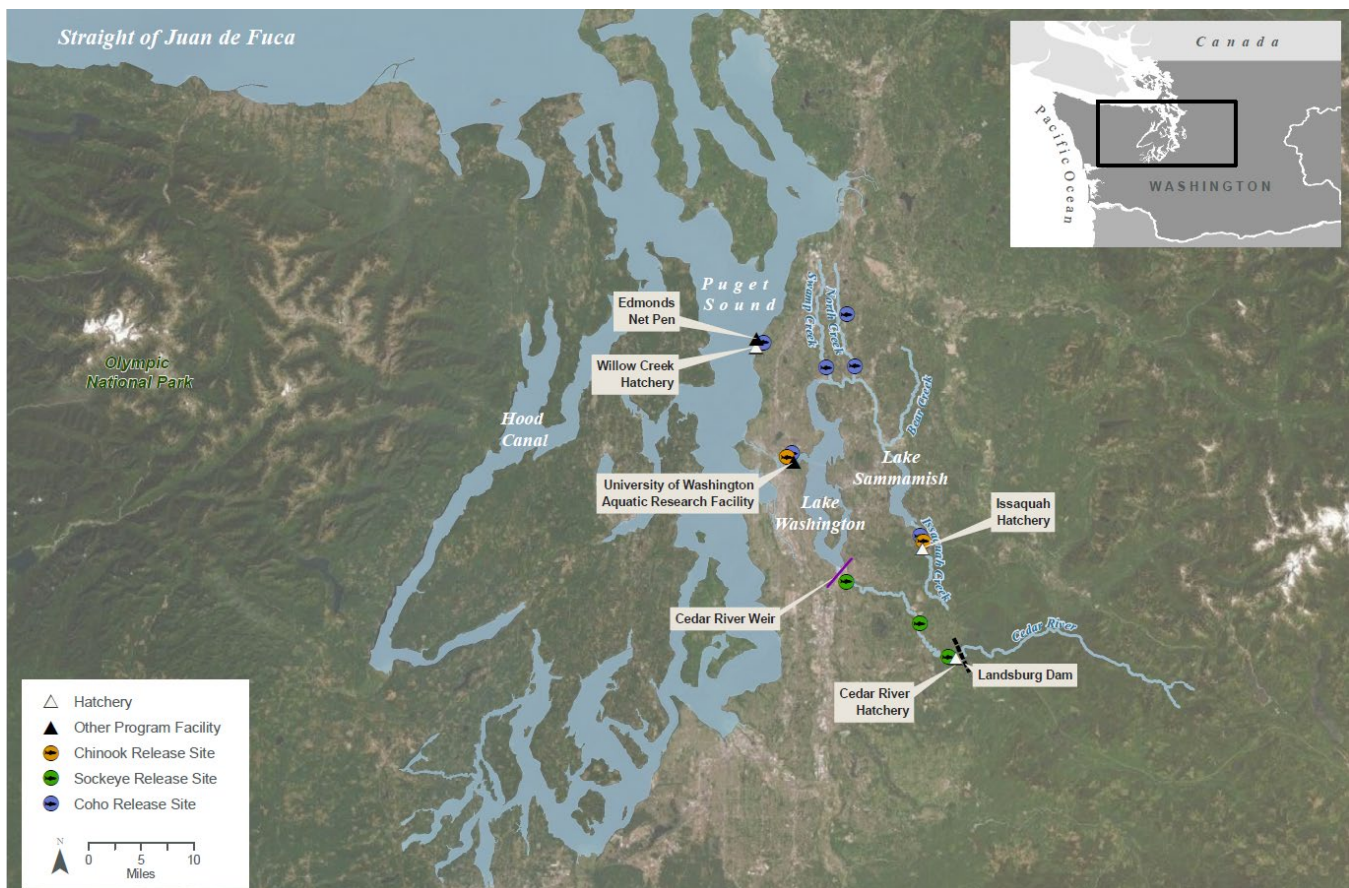 Straight of Juan de Fuca
Canada
Pacific Ocean
WASHINGTON
Puget
Sound
Edmonds
Net Pen
Willow Creek
Hatchery
Swamp Creek
North Creek
Bear Creek
Olympic
National Park
Hood
Canal
University of Washington
Aquatic Research Facility
Lake
Sammamish
Lake
Washington
Issaquah
Hatchery
Issaquah Creek
Cedar River Weir
Cedar River
Landsburg Dam
Cedar River
Hatchery
Hatchery
Other Program Facility
Chinook Release Site
Sockeye Release Site
Coho Release Site
N
0 5 10
Miles